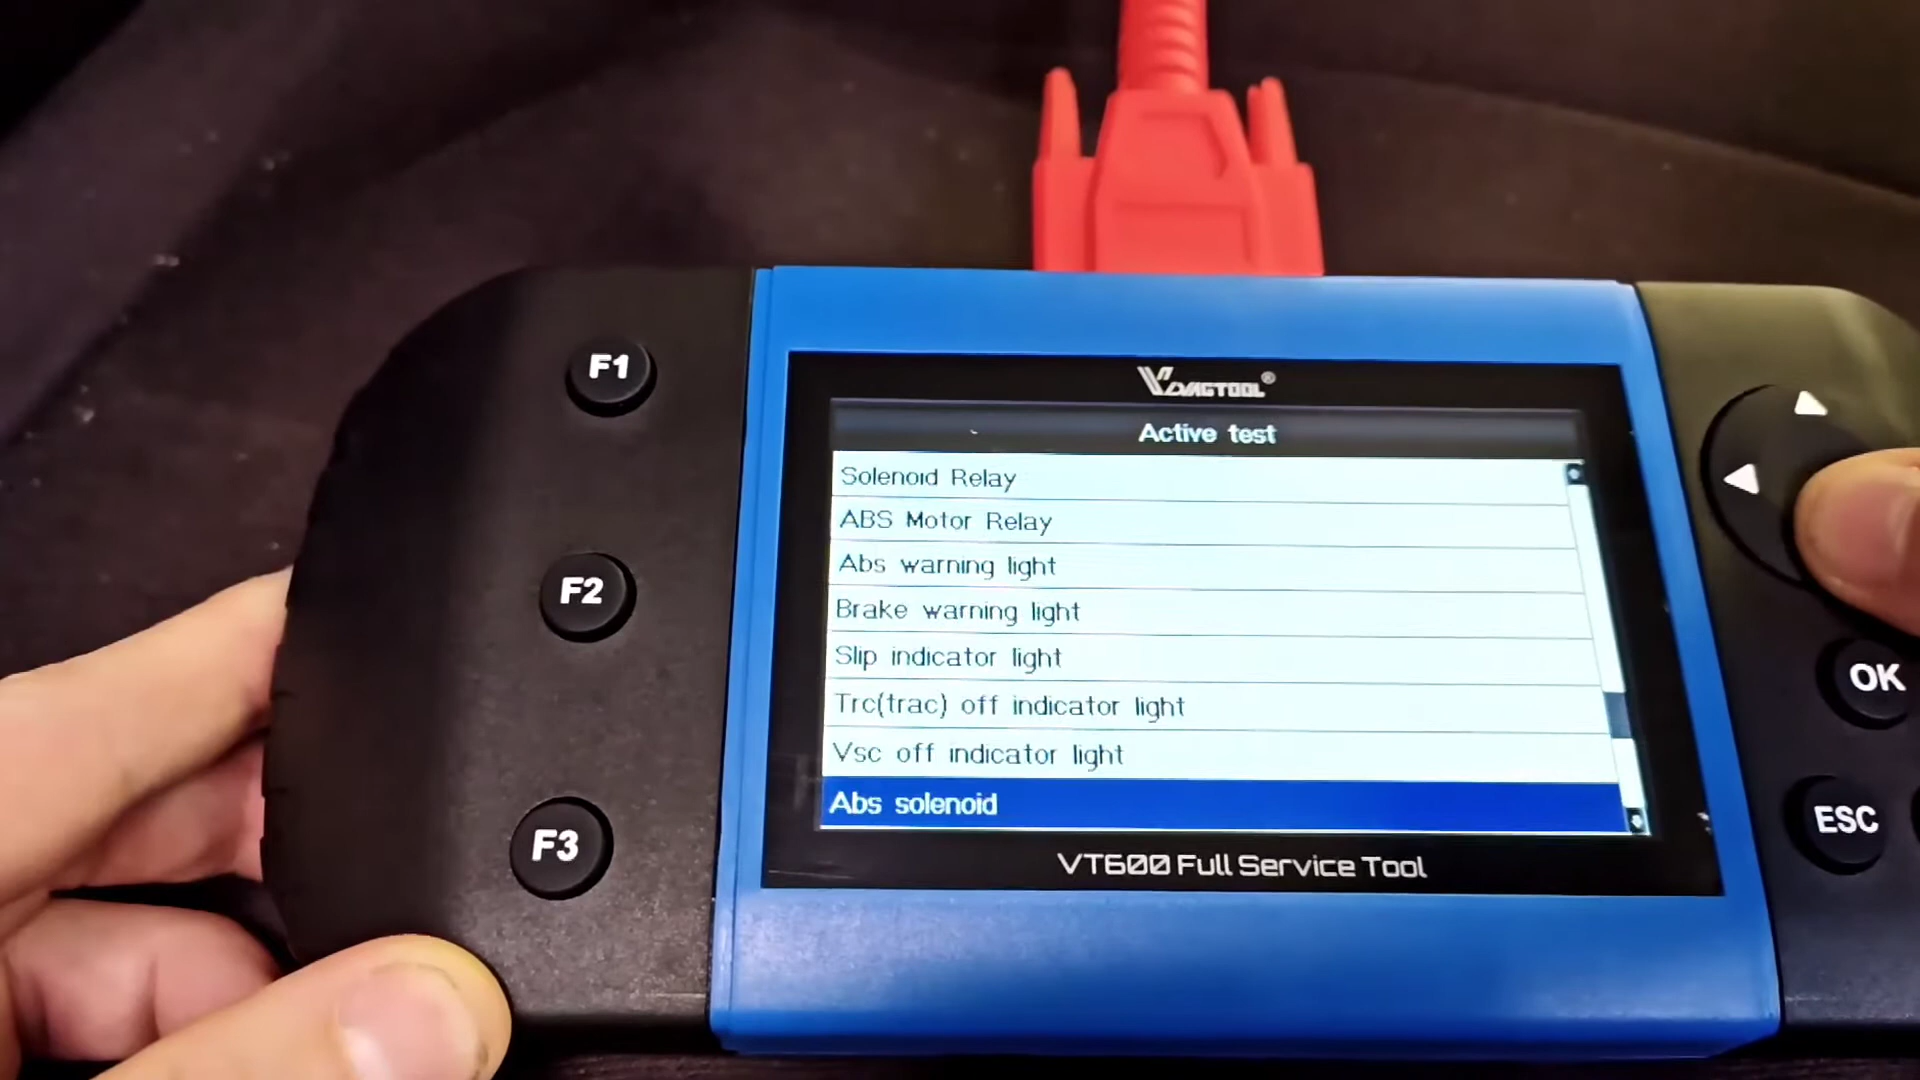 F1
F2
F3
VDIAGTOOL®
Active test
Solenoid Relay
ABS Motor Relay
Abs warning light
Brake warning light
Slip indicator light
Trc(trac) off indicator light
Vsc off indicator light
Abs solenoid
VT600 Full Service Tool
OK
ESC